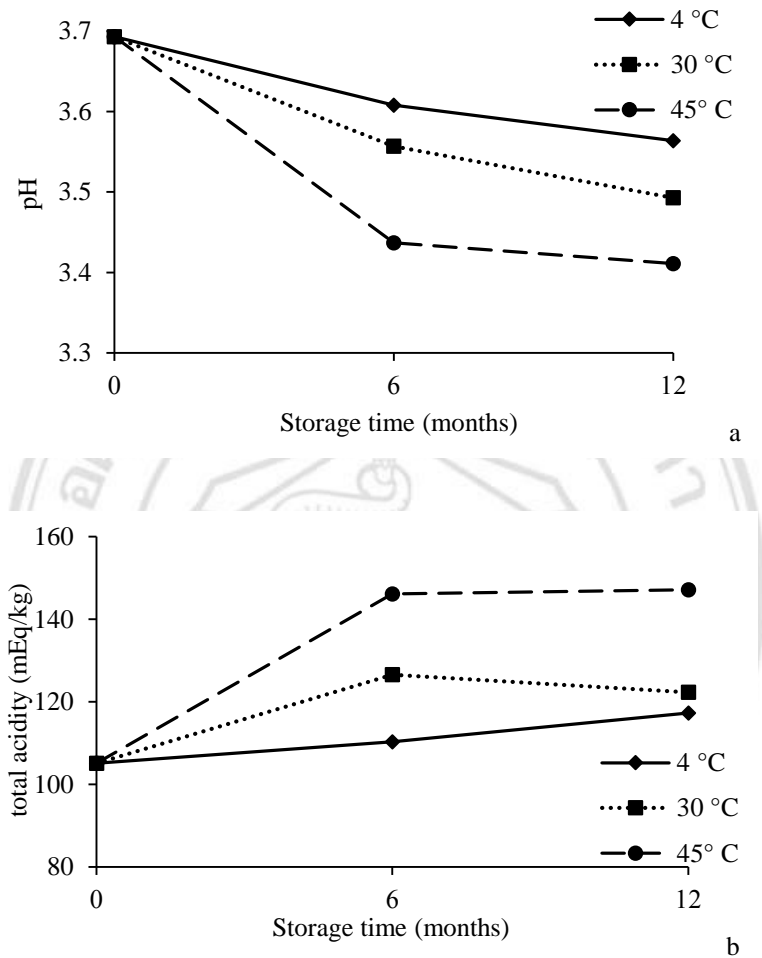 4 °C
30 °C
45° C
3.7
3.6
3.5
3.4
3.3
pH
0 6 12
Storage time (months)
a
160
140
120
100
80
total acidity (mEq/kg)
4 °C
30 °C
45° C
0 6 12
Storage time (months)
b